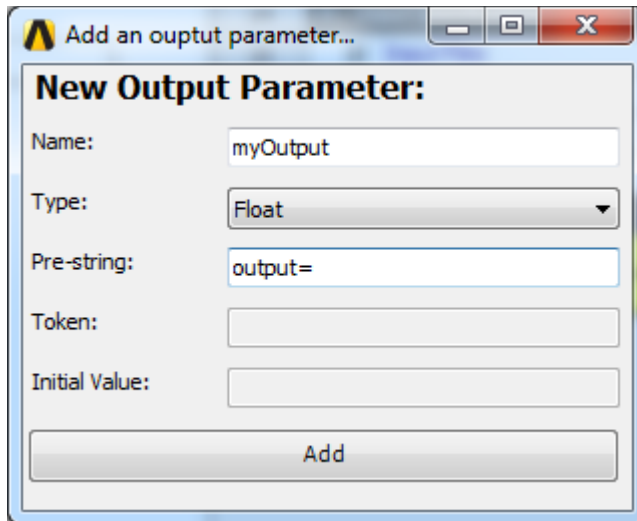 Add an ouptut parameter...
New Output Parameter:
Name:
myOutput
Type:
Float
Pre-string:
output=
Token:
Initial Value:
Add